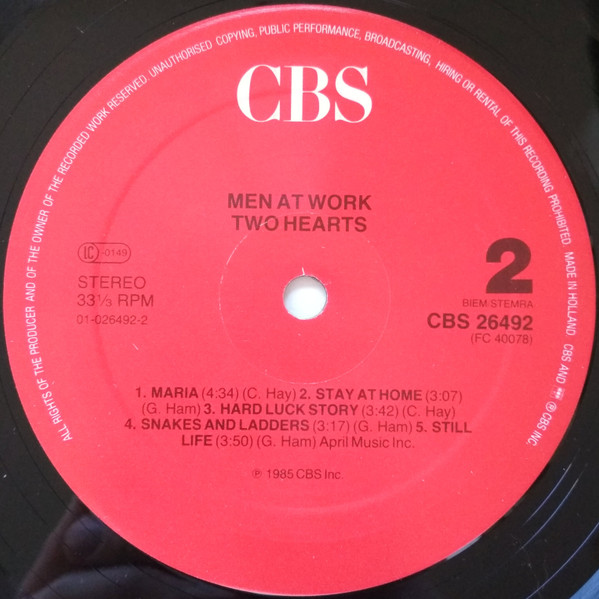 ALL RIGHTS OF THE PRODUCER AND OF THE OWNER OF THE RECORDED WORK RESERVED. UNAUTHORISED COPYING, PUBLIC PERFORMANCE, BROADCASTING, HIRING OR RENTAL OF THIS RECORDING PROHIBITED. MADE IN HOLLAND. CBS AND ℗ CBS INC.
CBS
MEN AT WORK
TWO HEARTS
LC -0149
STEREO
33 1/3 RPM
01-026492-2
2
BIEM STEMRA
CBS 26492
(FC 40078)
1. MARIA (4:34) (C. Hay) 2. STAY AT HOME (3:07)
(G. Ham) 3. HARD LUCK STORY (3:42) (C. Hay)
4. SNAKES AND LADDERS (3:17) (G. Ham) 5. STILL
LIFE (3:50) (G. Ham) April Music Inc.
℗ 1985 CBS Inc.